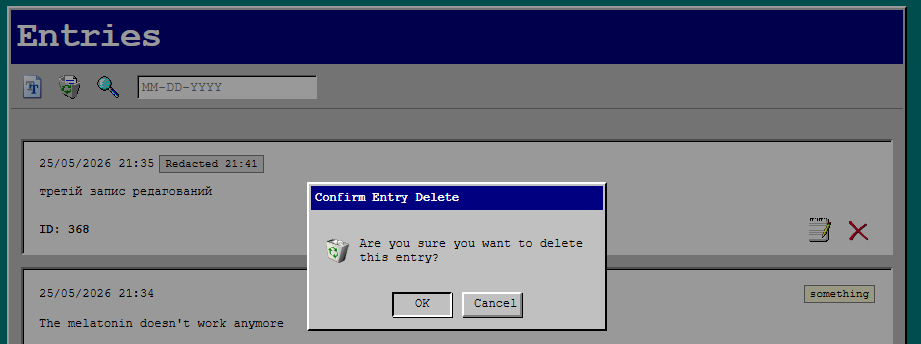 Entries
MM-DD-YYYY
25/05/2026 21:35 Redacted 21:41
третій запис редагований
ID: 368
Confirm Entry Delete
Are you sure you want to delete
this entry?
OK Cancel
25/05/2026 21:34 something
The melatonin doesn't work anymore